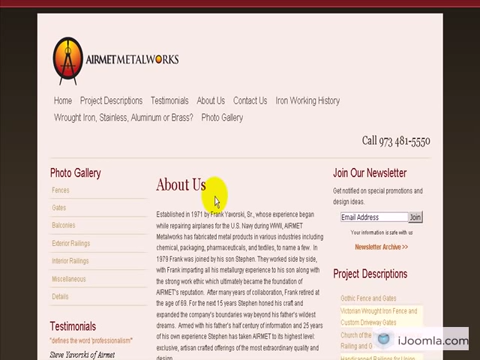 AIRMETMETALWORKS
Home Project Descriptions Testimonials About Us Contact Us Iron Working History
Wrought Iron, Stainless, Aluminum or Brass? Photo Gallery
Call 973 481-5550
Photo Gallery
Fences
Gates
Balconies
Exterior Railings
Interior Railings
Miscellaneous
Details
Testimonials
"defines the word 'professionalism'"
Steve Yaworski of Airmet
About Us
Established in 1971 by Frank Yaworski, Sr., whose experience began
while repairing airplanes for the U.S. Navy during WWII, AIRMET
Metalworks has fabricated metal products in various industries including
chemical, packaging, pharmaceuticals, and textiles, to name a few. In
1979 Frank was joined by his son Stephen. They worked side by side,
with Frank imparting all his metallurgy experience to his son along with
the strong work ethic which ultimately became the foundation of
AIRMET's reputation. After many years of collaboration, Frank retired at
the age of 69. For the next 15 years Stephen honed his craft and
expanded the company's boundaries way beyond his father's wildest
dreams. Armed with his father's half century of information and 25 years
of his own experience Stephen has taken AIRMET to its highest level:
exclusive, artisan crafted offerings of the most extraordinary quality and
design.
Join Our Newsletter
Get notified on special promotions and
design ideas.
Email Address Join
Your information is safe with us
Newsletter Archive >>
Project Descriptions
Gothic Fence and Gates
Victorian Wrought Iron Fence and
Custom Driveway Gates
Church of the
Railing and G
Handicapped Railings for Union
iJoomla.com